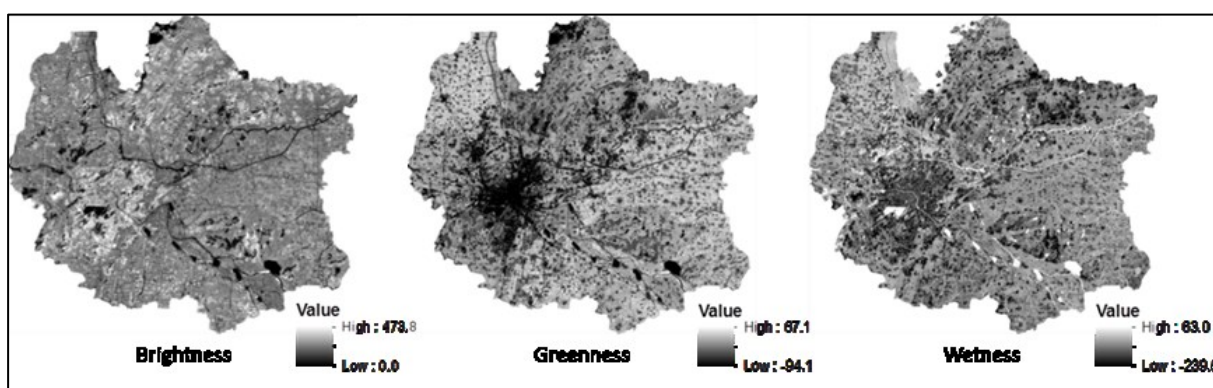 Value
High : 473.8
Low : 0.0
Brightness
Value
High : 67.1
Low : -94.1
Greenness
Value
High : 63.0
Wetness